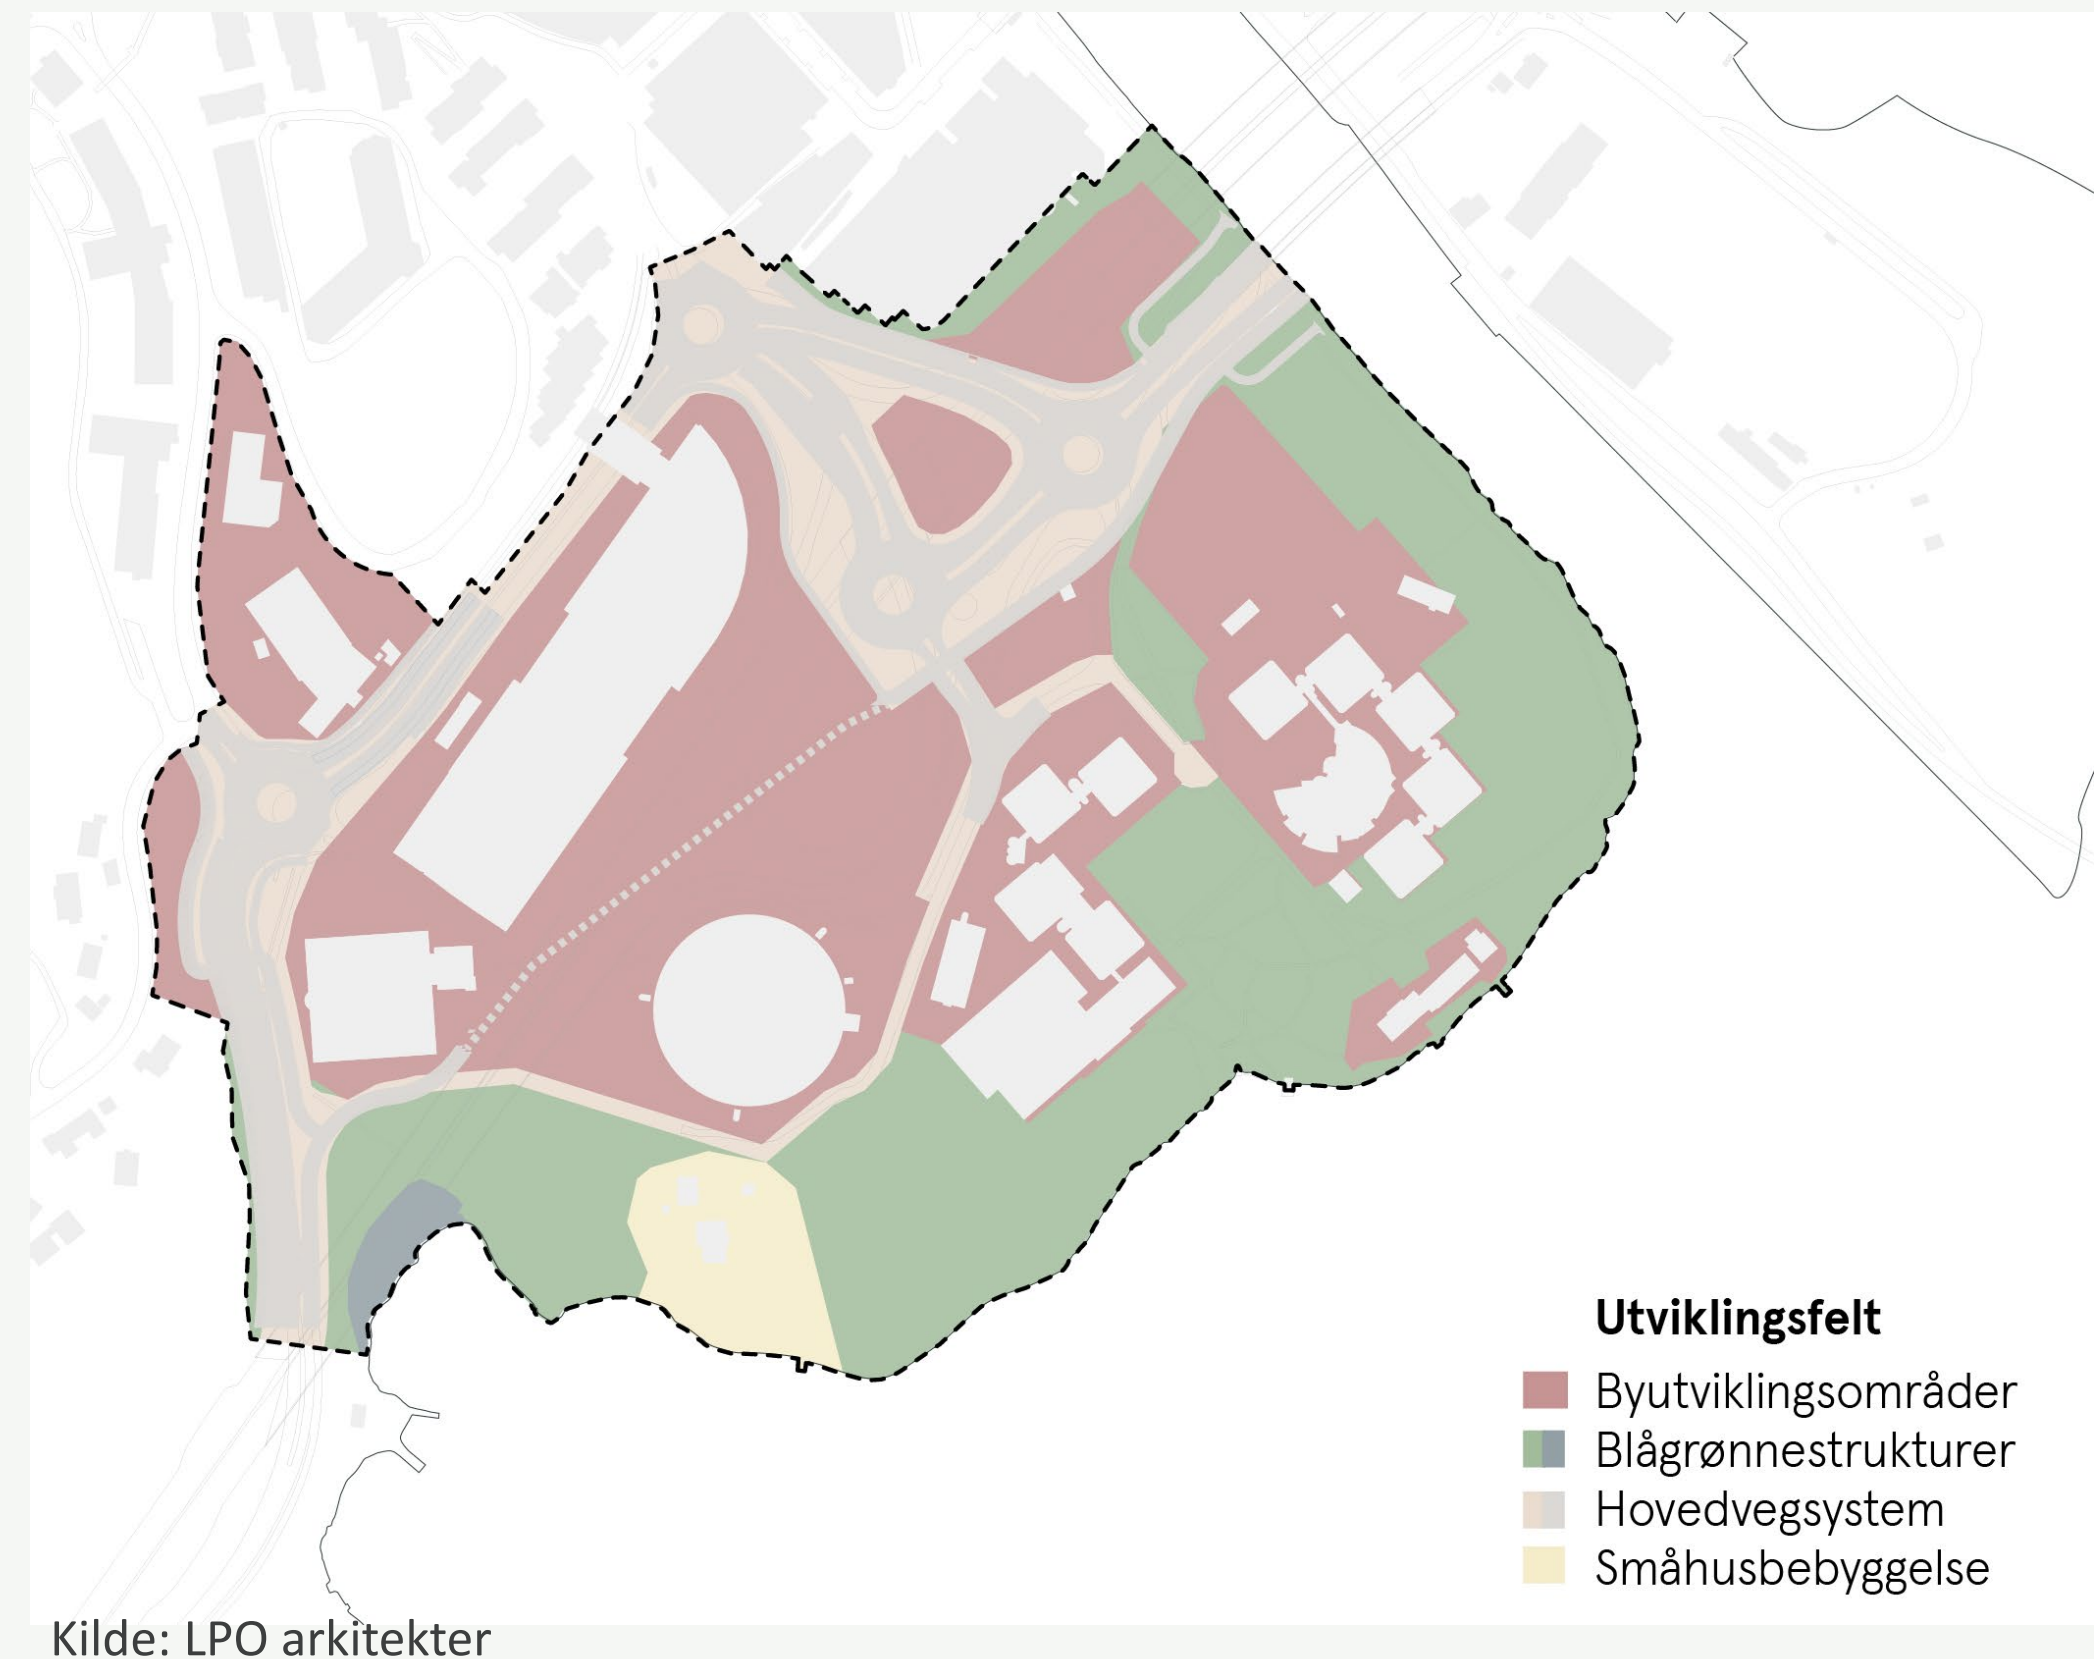 Utviklingsfelt
Byutviklingsområder
Blågrønnestrukturer
Hovedvegsystem
Småhusbebyggelse
Kilde: LPO arkitekter